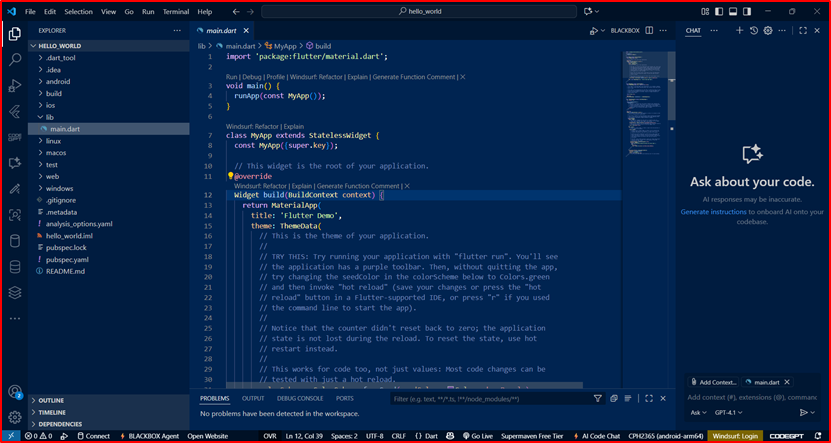 File Edit Selection View Run Go Terminal Help
hello_world
EXPLORER
HELLO_WORLD
.dart_tool
.idea
android
build
ios
lib
main.dart
linux
macos
test
web
windows
.gitignore
.metadata
analysis_options.yaml
hello_world.iml
pubspec.lock
pubspec.yaml
README.md
OUTLINE
TIMELINE
DEPENDENCIES
main.dart
BLACKBOX
lib > main.dart > MyApp > build
1 import 'package:flutter/material.dart';
2
Run | Debug | Profile | Windsurf: Refactor | Explain | Generate Function Comment | X
3 void main() {
4 runApp(const MyApp());
5 }
6
Windsurf: Refactor | Explain
7 class MyApp extends StatelessWidget {
8 const MyApp({super.key});
9
10 // This widget is the root of your application.
11 @override
Windsurf: Refactor | Explain | Generate Function Comment | X
12 Widget build(BuildContext context) {
13 return MaterialApp(
14 title: 'Flutter Demo',
15 theme: ThemeData(
16 // This is the theme of your application.
17 //
18 // TRY THIS: Try running your application with "flutter run". You'll see
19 // the application has a purple toolbar. Then, without quitting the app,
20 // try changing the seedColor in the colorScheme below to Colors.green
21 // and then invoke "hot reload" (save your changes or press the "hot
22 // reload" button in a Flutter-supported IDE, or press "r" if you used
23 // the command line to start the app).
24 //
25 // Notice that the counter didn't reset back to zero; the application
26 // state is not lost during the reload. To reset the state, use hot
27 // restart instead.
28 //
29 // This works for code too, not just values: Most code changes can be
30 // tested with just a hot reload.
PROBLEMS OUTPUT DEBUG CONSOLE PORTS
Filter (e.g. text, **/*.ts, !**/node_modules/**)
No problems have been detected in the workspace.
CHAT
Ask about your code.
AI responses may be inaccurate.
Generate instructions to onboard AI onto your
codebase.
Add Context... main.dart
Add context (#), extensions (@), command
Ask GPT-4.1
2
0 0 Connect BLACKBOX Agent Open Website OVR Ln 12, Col 39 Spaces: 2 UTF-8 CRLF {} Dart Go Live Supermaven Free Tier AI Code Chat CPH2365 (android-arm64) Windsurf: Login CODEGPT